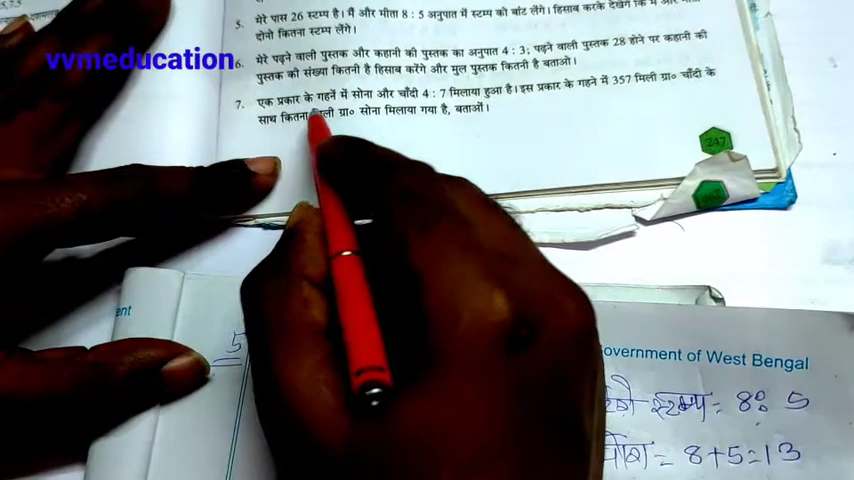 vvmeducation
5. मेरे पास 26 स्टम्प है। मैं और मीता 8 : 5 अनुपात में स्टम्प को बांट लेंगे। हिसाब करके देखेंगे कि मैं और मीता
दोनो कितना स्टम्प लेंगे।
6. मेरे पढ़ने वाली पुस्तक और कहानी की पुस्तक का अनुपात 4 : 3; पढ़ने वाली पुस्तक 28 होने पर कहानी की
पुस्तक की संख्या कितनी है हिसाब करेंगे और मुल पुस्तक कितनी है बताओ।
7. एक प्रकार के गहनें में सोना और चाँदी 4 : 7 मिलाया हुआ है। इस प्रकार के गहने में 357 मिली ग्रा० चाँदी के
साथ कितना ली ग्रा० सोना मिलाया गया है, बताओं।
247
ent
5
overnment of West Bengal
स्टम्प = 8 : 5
= 8+5=13